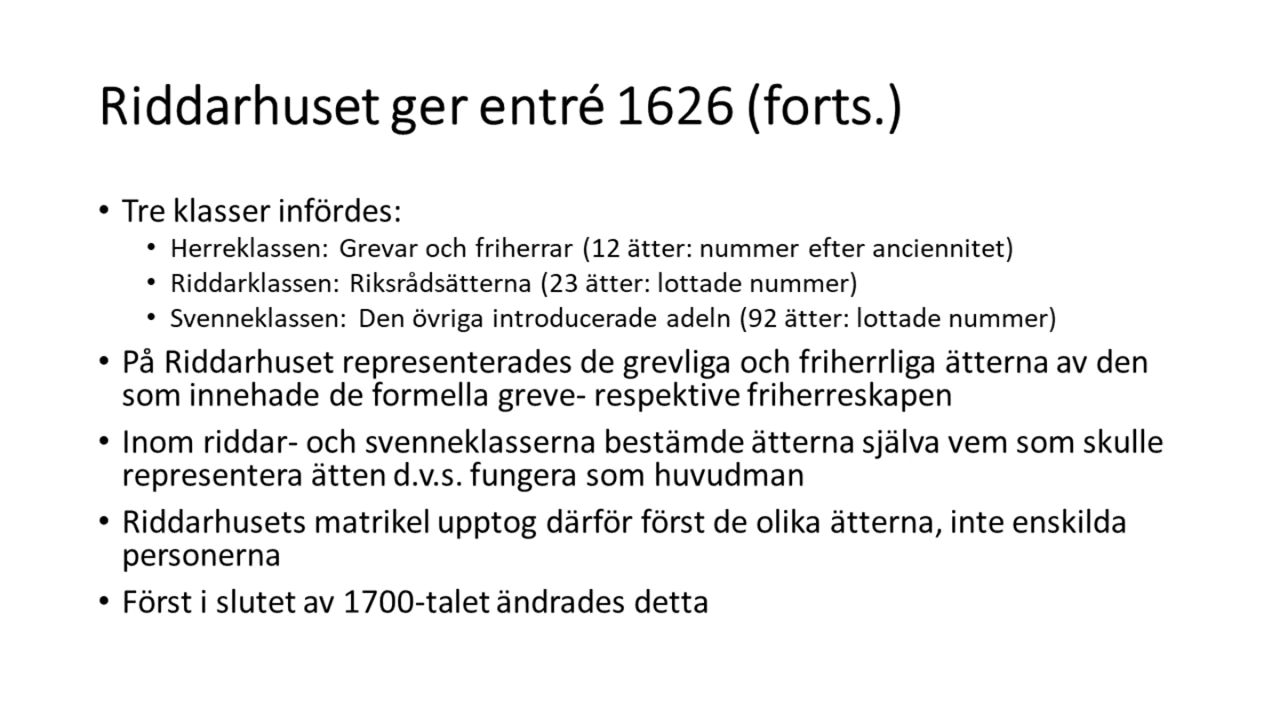 Riddarhuset ger entré 1626 (forts.)
• Tre klasser infördes:
• Herreklassen: Grevar och friherrar (12 ätter: nummer efter anciennitet)
• Riddarklassen: Riksrådsätterna (23 ätter: lottade nummer)
• Svenneklassen: Den övriga introducerade adeln (92 ätter: lottade nummer)
• På Riddarhuset representerades de grevliga och friherrliga ätterna av den
som innehade de formella greve- respektive friherreskapen
• Inom riddar- och svenneklasserna bestämde ätterna själva vem som skulle
representera ätten d.v.s. fungera som huvudman
• Riddarhusets matrikel upptog därför först de olika ätterna, inte enskilda
personerna
• Först i slutet av 1700-talet ändrades detta